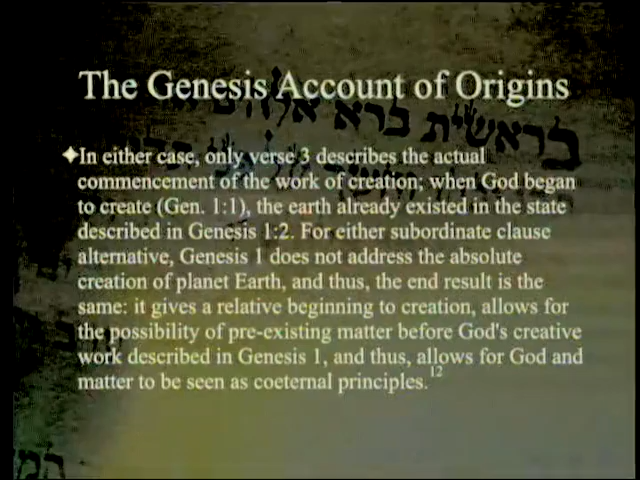 The Genesis Account of Origins
בראשית ברא אלהים
✦In either case, only verse 3 describes the actual
commencement of the work of creation; when God began
to create (Gen. 1:1), the earth already existed in the state
described in Genesis 1:2. For either subordinate clause
alternative, Genesis 1 does not address the absolute
creation of planet Earth, and thus, the end result is the
same: it gives a relative beginning to creation, allows for
the possibility of pre-existing matter before God's creative
work described in Genesis 1, and thus, allows for God and
matter to be seen as coeternal principles.12